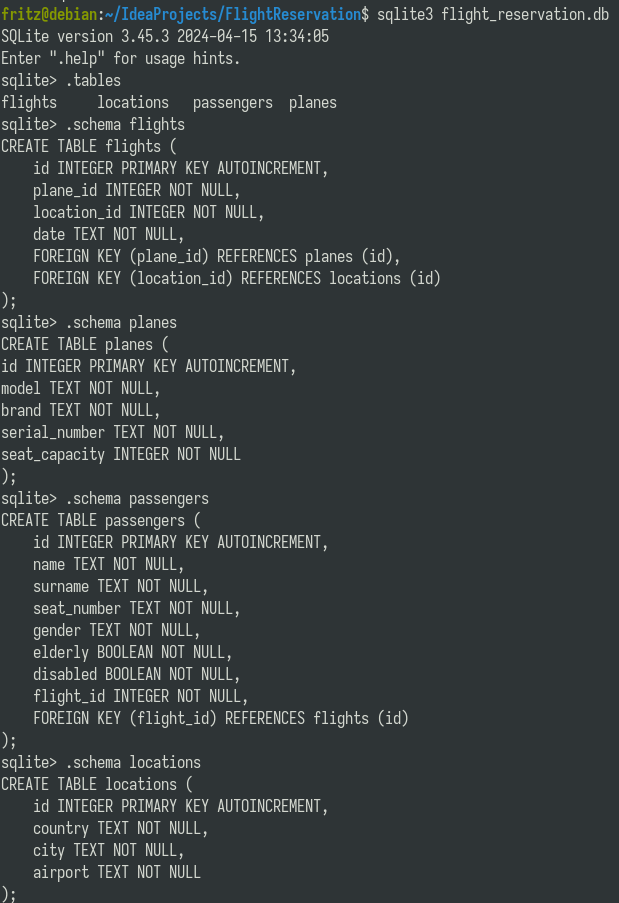 fritz@debian:~/IdeaProjects/FlightReservation$ sqlite3 flight_reservation.db
SQLite version 3.45.3 2024-04-15 13:34:05
Enter ".help" for usage hints.
sqlite> .tables
flights     locations   passengers  planes
sqlite> .schema flights
CREATE TABLE flights (
    id INTEGER PRIMARY KEY AUTOINCREMENT,
    plane_id INTEGER NOT NULL,
    location_id INTEGER NOT NULL,
    date TEXT NOT NULL,
    FOREIGN KEY (plane_id) REFERENCES planes (id),
    FOREIGN KEY (location_id) REFERENCES locations (id)
);
sqlite> .schema planes
CREATE TABLE planes (
id INTEGER PRIMARY KEY AUTOINCREMENT,
model TEXT NOT NULL,
brand TEXT NOT NULL,
serial_number TEXT NOT NULL,
seat_capacity INTEGER NOT NULL
);
sqlite> .schema passengers
CREATE TABLE passengers (
    id INTEGER PRIMARY KEY AUTOINCREMENT,
    name TEXT NOT NULL,
    surname TEXT NOT NULL,
    seat_number TEXT NOT NULL,
    gender TEXT NOT NULL,
    elderly BOOLEAN NOT NULL,
    disabled BOOLEAN NOT NULL,
    flight_id INTEGER NOT NULL,
    FOREIGN KEY (flight_id) REFERENCES flights (id)
);
sqlite> .schema locations
CREATE TABLE locations (
    id INTEGER PRIMARY KEY AUTOINCREMENT,
    country TEXT NOT NULL,
    city TEXT NOT NULL,
    airport TEXT NOT NULL
);